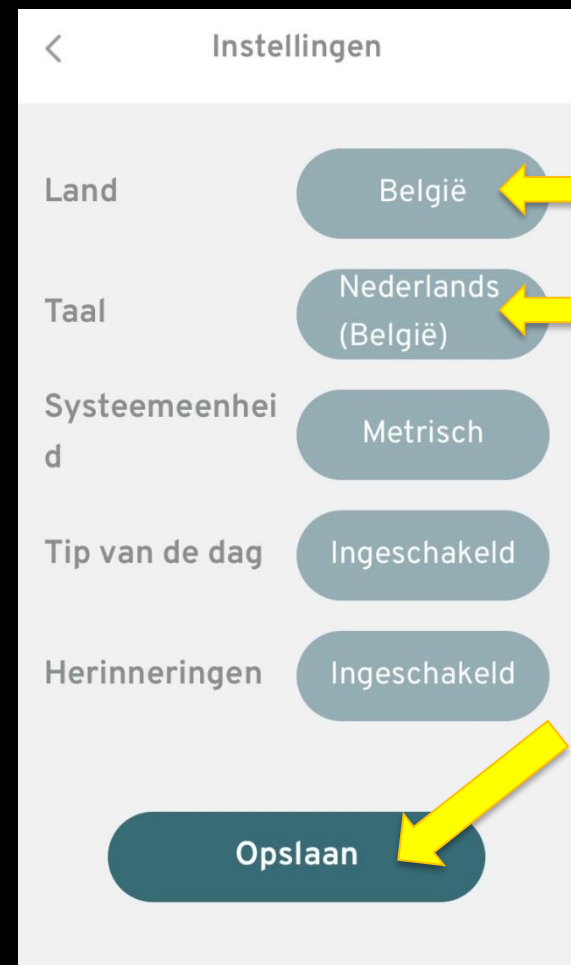 Instellingen
Land
België
Taal
Nederlands
(België)
Systeemeenhei
d
Metrisch
Tip van de dag
Ingeschakeld
Herinneringen
Ingeschakeld
Opslaan